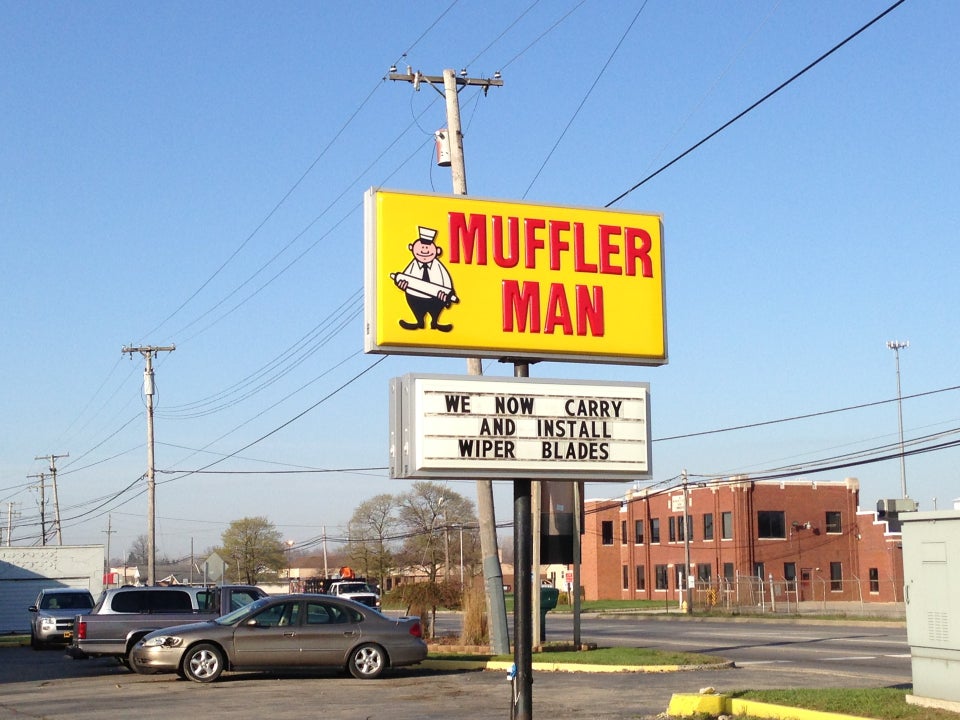 MUFFLER
MAN
WE NOW CARRY
AND INSTALL
WIPER BLADES